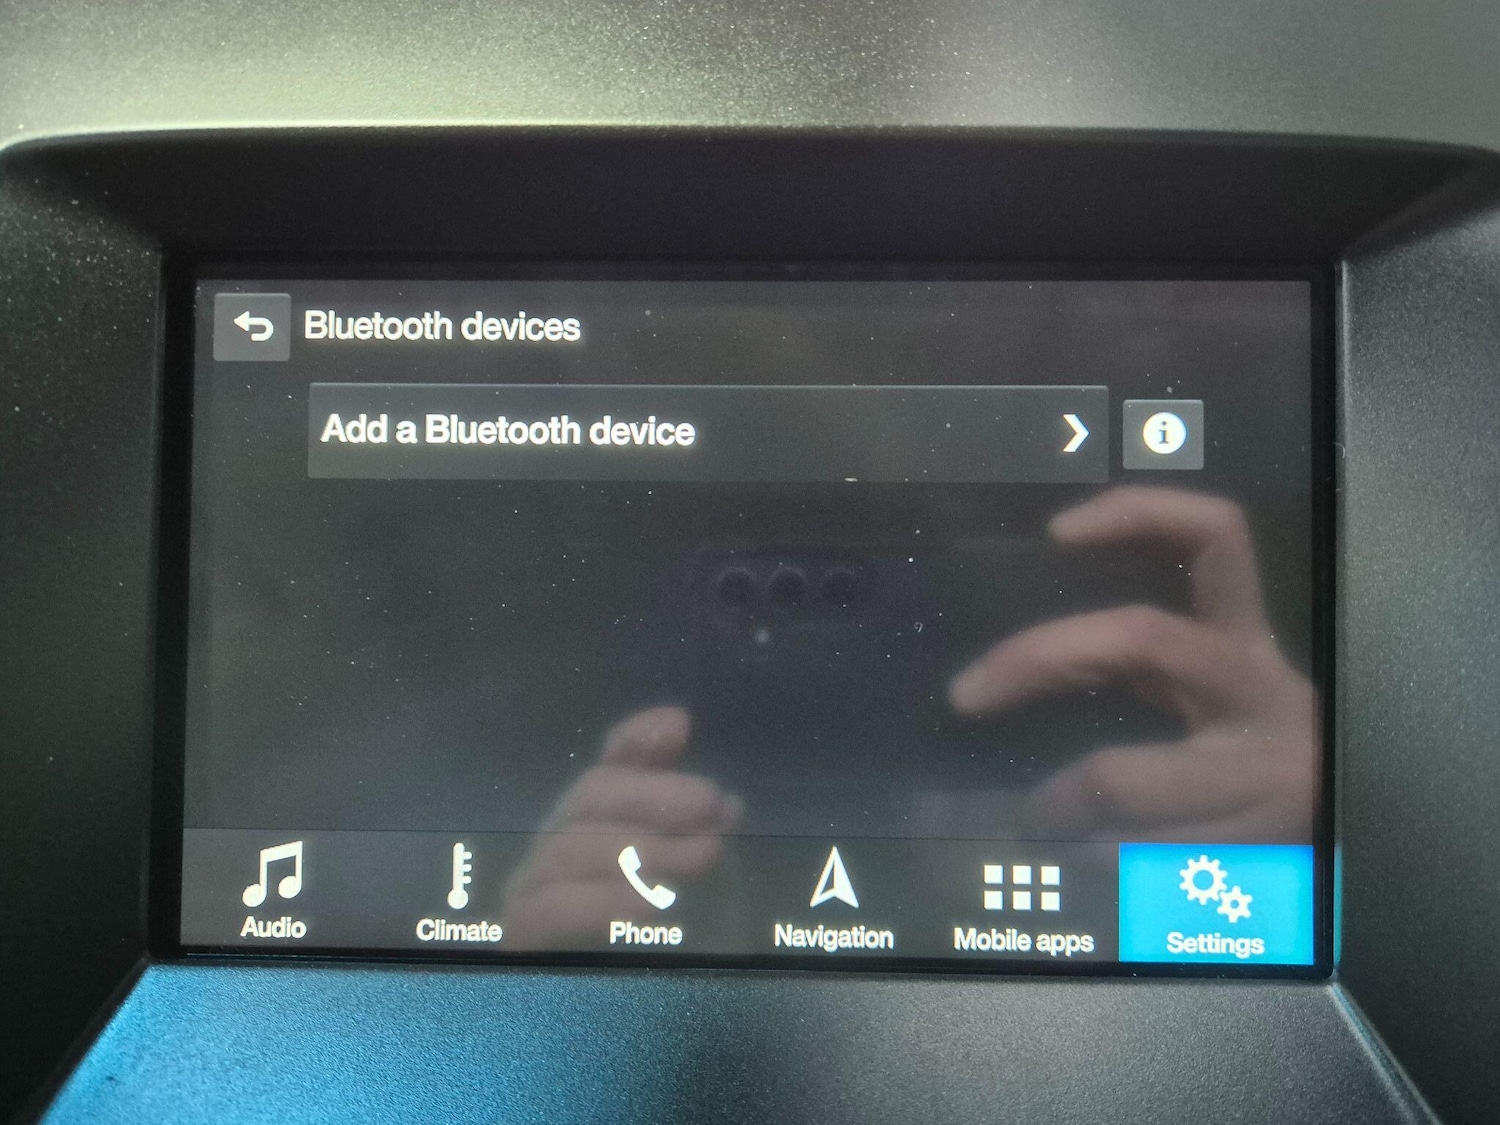 Bluetooth devices
Add a Bluetooth device
i
Audio
Climate
Phone
Navigation
Mobile apps
Settings